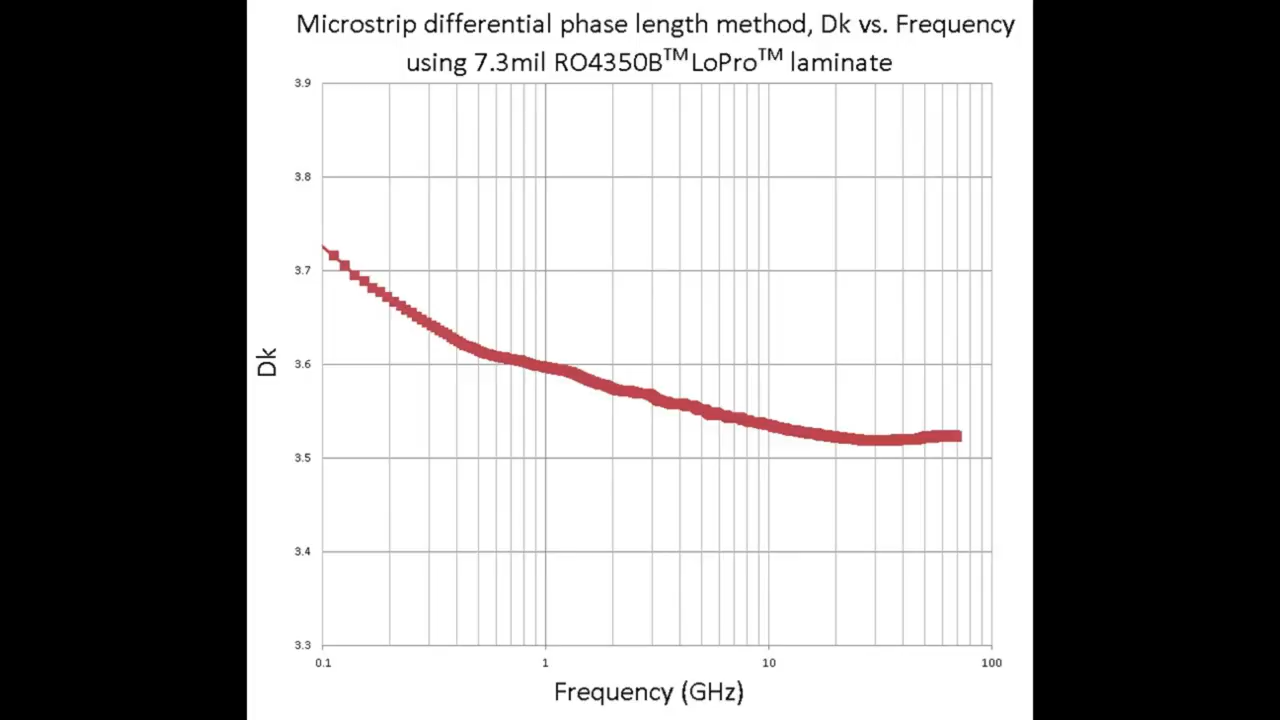 Microstrip differential phase length method, Dk vs. Frequency
using 7.3mil RO4350B™LoPro™ laminate
3.9
3.8
3.7
3.6
Dk
3.5
3.4
3.3
0.1 1 10 100
Frequency (GHz)